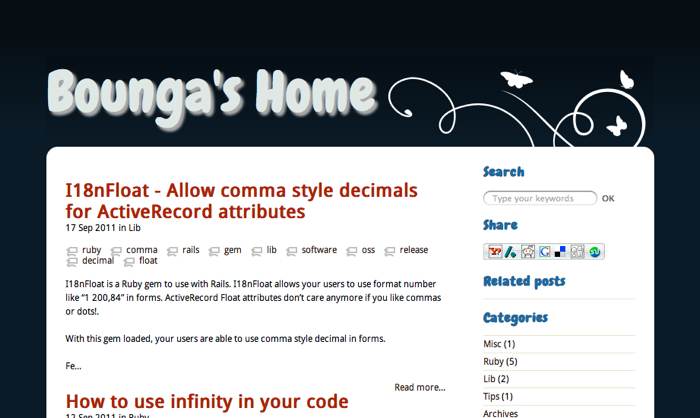 Bounga's Home
I18nFloat - Allow comma style decimals
for ActiveRecord attributes
17 Sep 2011 in Lib
ruby comma rails gem lib software oss release
decimal float
I18nFloat is a Ruby gem to use with Rails. I18nFloat allows your users to use format number
like “1 200,84” in forms. ActiveRecord Float attributes don’t care anymore if you like commas
or dots!.
With this gem loaded, your users are able to use comma style decimal in forms.
Fe...
Read more...
How to use infinity in your code
12 Sep 2011 in Ruby
Search
Type your keywords OK
Share
Related posts
Categories
Misc (1)
Ruby (5)
Lib (2)
Tips (1)
Archives